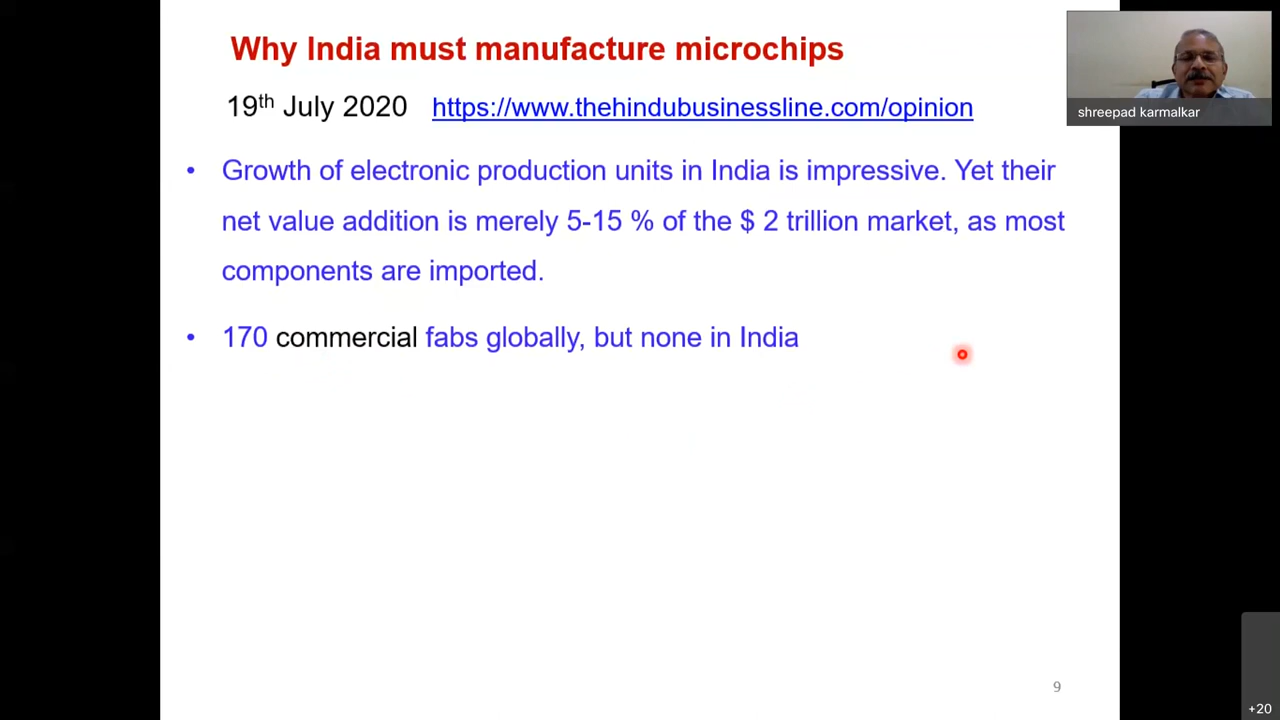 Why India must manufacture microchips
19th July 2020 https://www.thehindubusinessline.com/opinion
shreepad karmalkar
• Growth of electronic production units in India is impressive. Yet their
net value addition is merely 5-15 % of the $ 2 trillion market, as most
components are imported.
• 170 commercial fabs globally, but none in India
9
+20